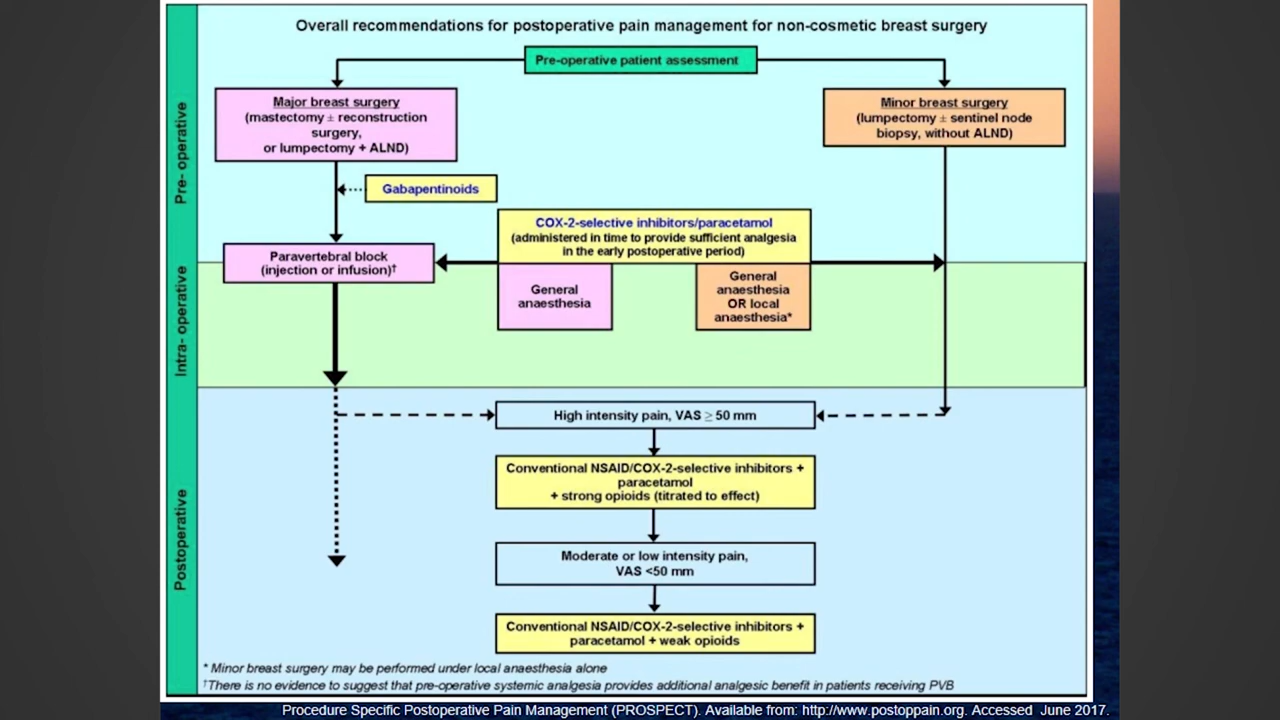 Overall recommendations for postoperative pain management for non-cosmetic breast surgery
Pre-operative patient assessment
Major breast surgery
(mastectomy ± reconstruction
surgery,
or lumpectomy + ALND)
Minor breast surgery
(lumpectomy ± sentinel node
biopsy, without ALND)
Pre- operative
Gabapentinoids
COX-2-selective inhibitors/paracetamol
(administered in time to provide sufficient analgesia
in the early postoperative period)
Paravertebral block
(injection or infusion)†
Intra- operative
General
anaesthesia
General
anaesthesia
OR local
anaesthesia*
High intensity pain, VAS ≥ 50 mm
Conventional NSAID/COX-2-selective inhibitors +
paracetamol
+ strong opioids (titrated to effect)
Postoperative
Moderate or low intensity pain,
VAS <50 mm
Conventional NSAID/COX-2-selective inhibitors +
paracetamol + weak opioids
* Minor breast surgery may be performed under local anaesthesia alone
†There is no evidence to suggest that pre-operative systemic analgesia provides additional analgesic benefit in patients receiving PVB
Procedure Specific Postoperative Pain Management (PROSPECT). Available from: http://www.postoppain.org. Accessed  June 2017.